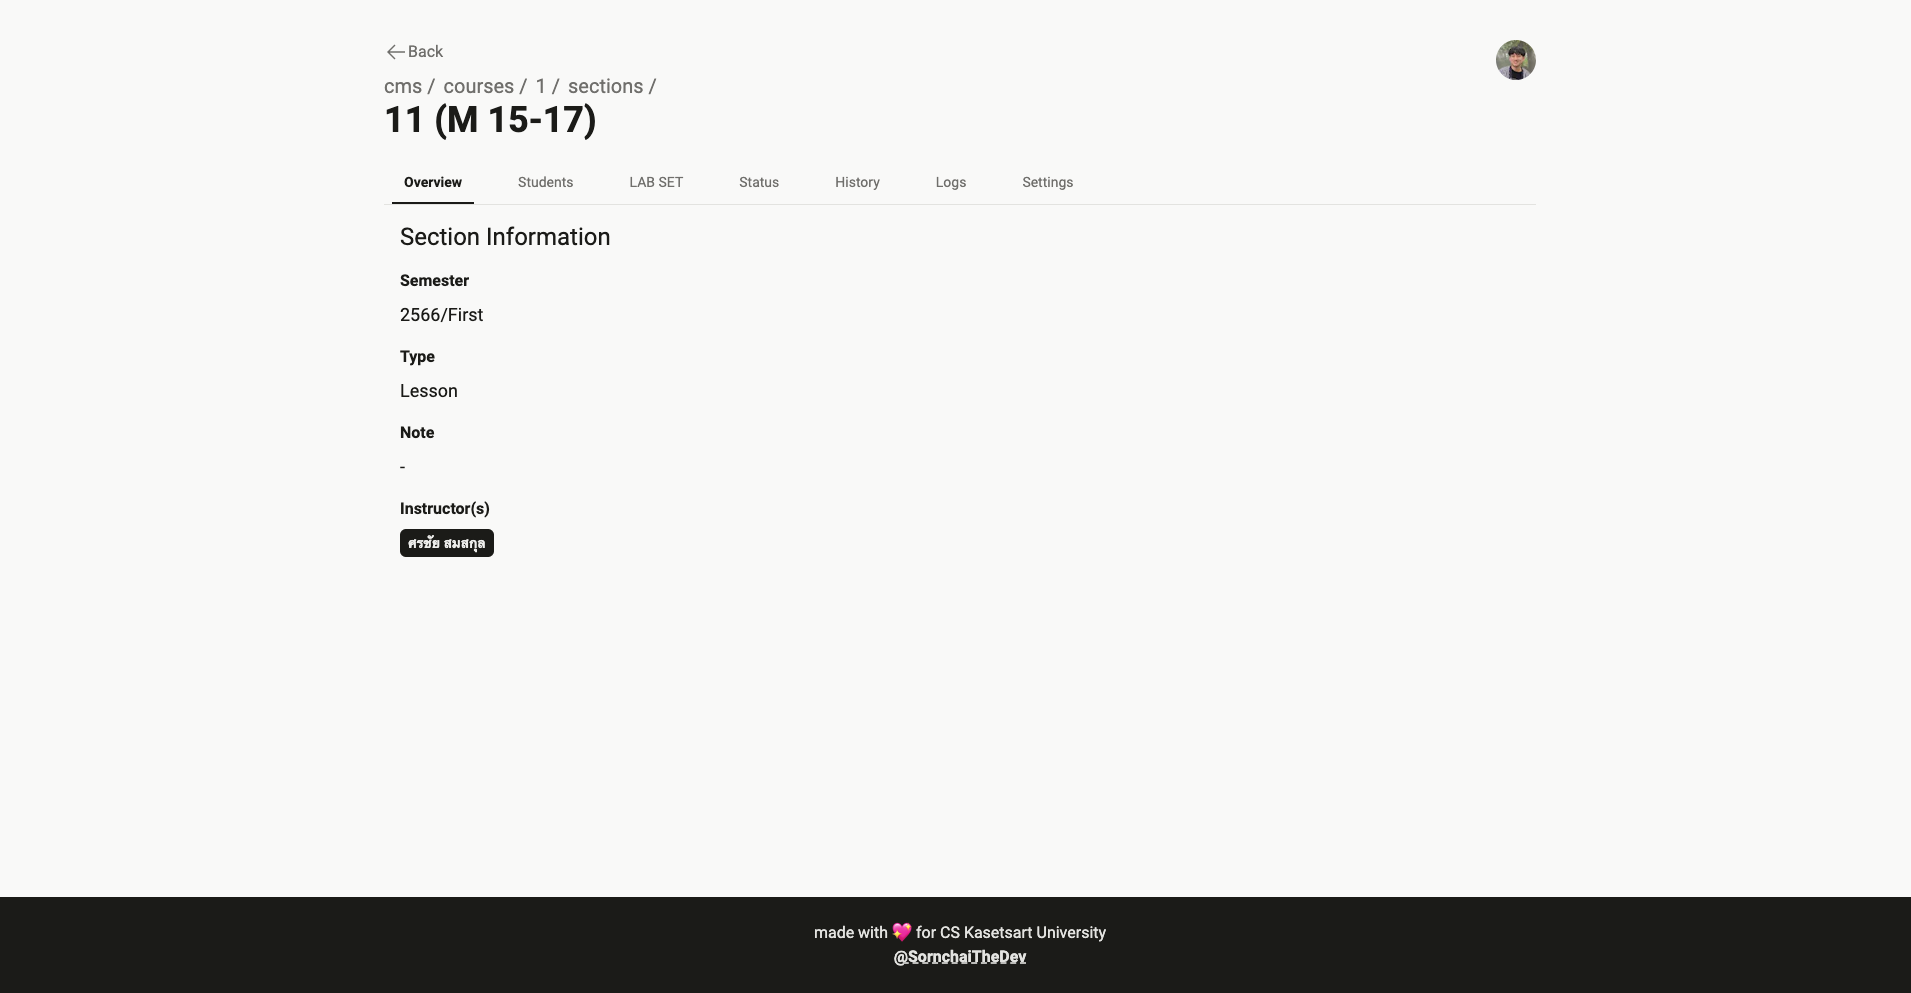 Back
cms / courses / 1 / sections /
11 (M 15-17)
Overview Students LAB SET Status History Logs Settings
Section Information
Semester
2566/First
Type
Lesson
Note
-
Instructor(s)
ศรชัย สมสกุล
made with 💖 for CS Kasetsart University
@SornchaiTheDev